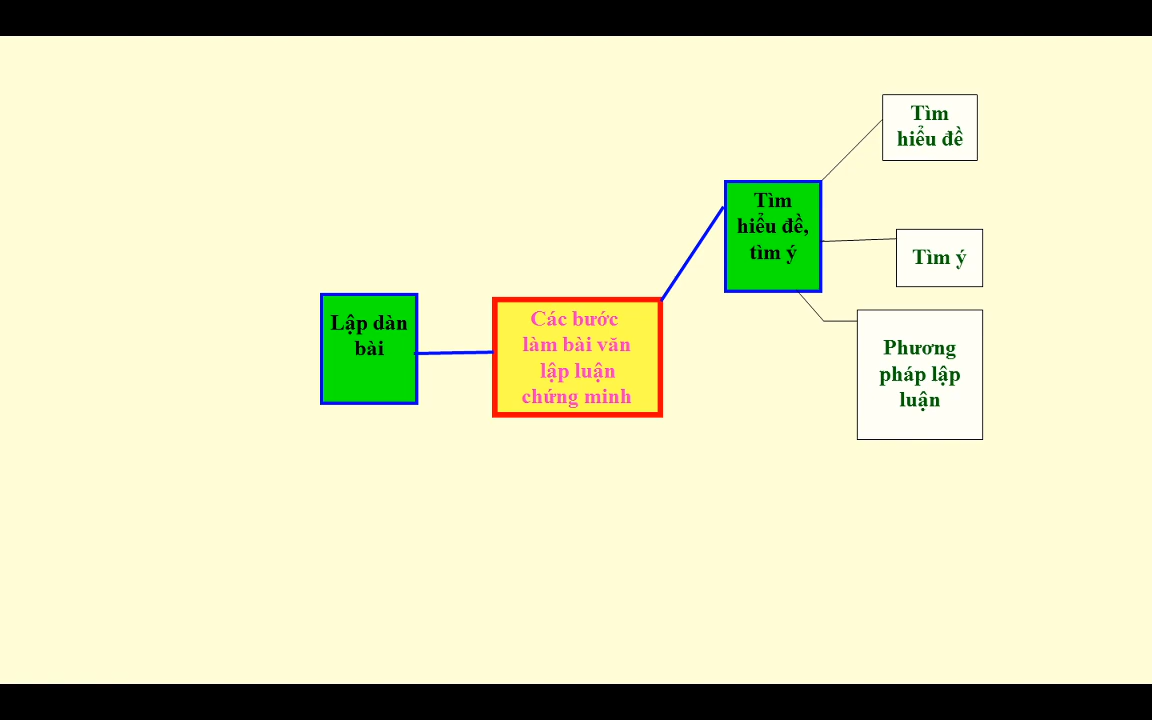 Tìm
hiểu đề
Tìm
hiểu đề,
tìm ý
Tìm ý
Lập dàn
bài
Các bước
làm bài văn
lập luận
chứng minh
Phương
pháp lập
luận